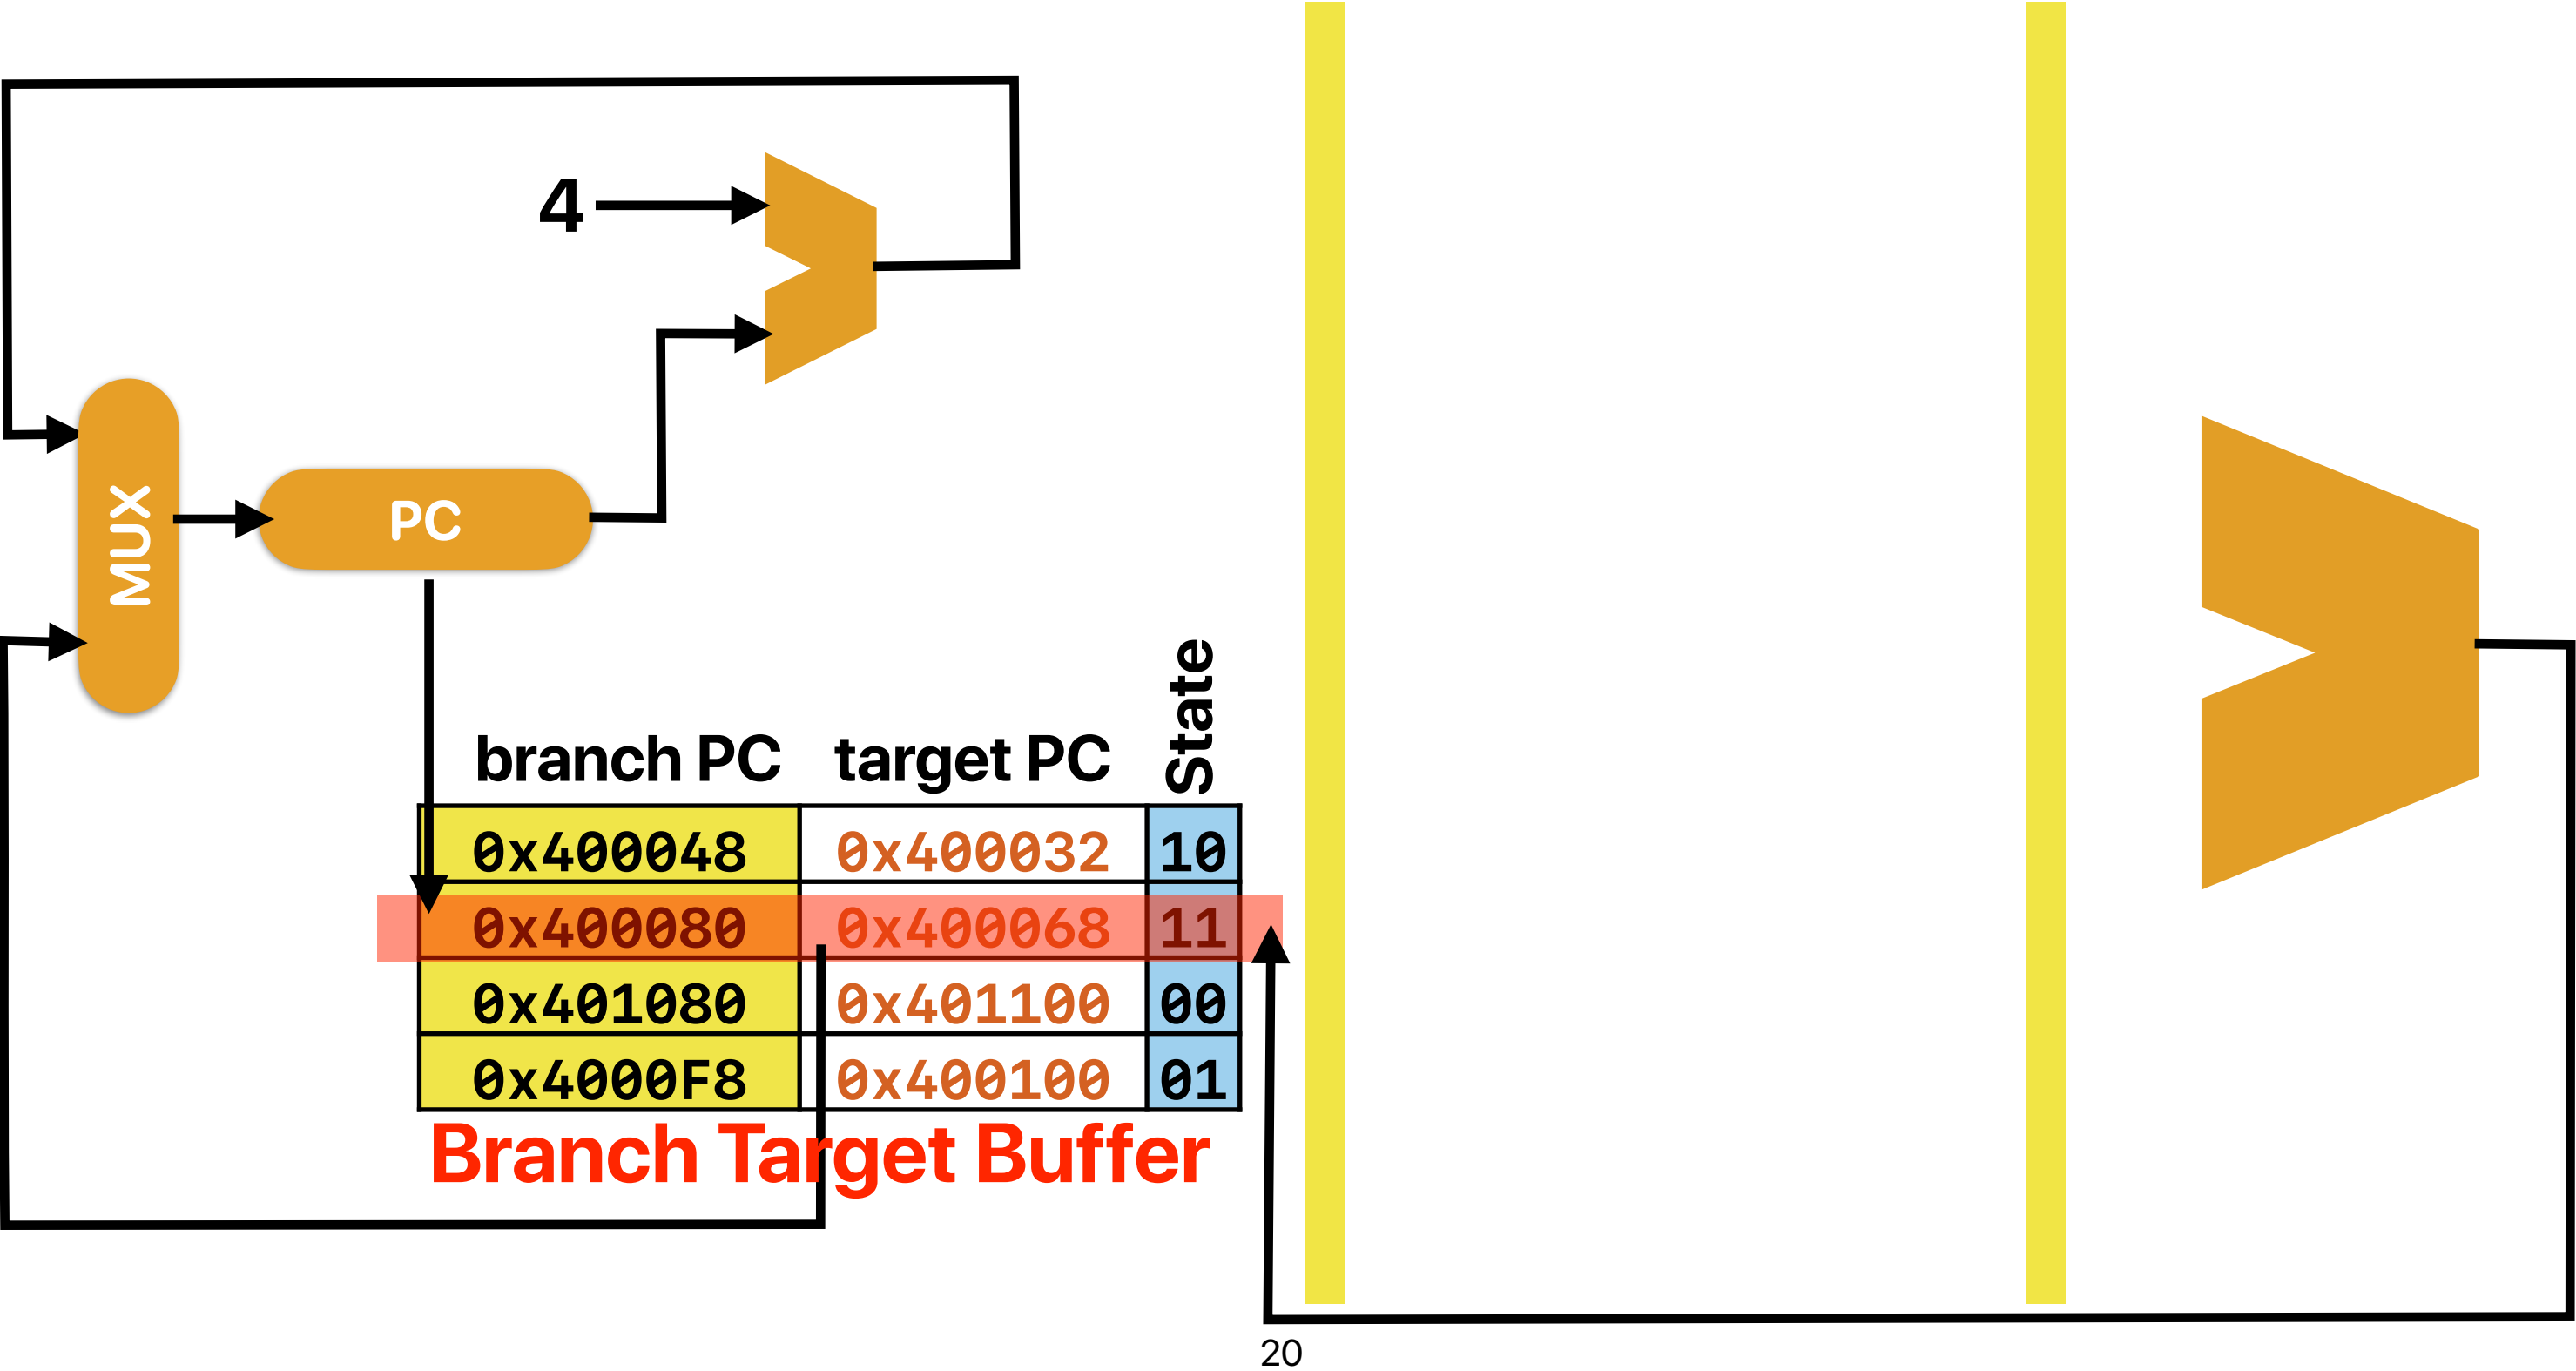 4
MUX
PC
State
branch PC target PC
0x400048 0x400032 10
0x400080 0x400068 11
0x401080 0x401100 00
0x4000F8 0x400100 01
Branch Target Buffer
20